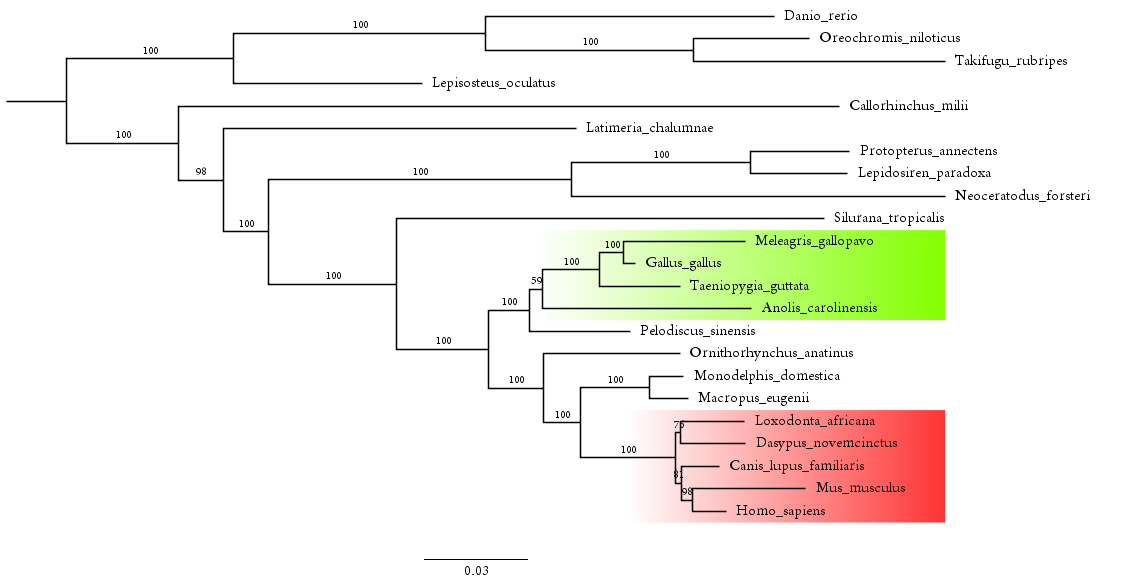 Danio_rerio
100
Oreochromis_niloticus
100
100
Takifugu_rubripes
Lepisosteus_oculatus
Callorhinchus_milii
100
Latimeria_chalumnae
Protopterus_annectens
100
98
100
Lepidosiren_paradoxa
Neoceratodus_forsteri
100
Silurana_tropicalis
Meleagris_gallopavo
100
Gallus_gallus
100
100
59
Taeniopygia_guttata
100
Anolis_carolinensis
Pelodiscus_sinensis
100
Ornithorhynchus_anatinus
100
100
Monodelphis_domestica
Macropus_eugenii
100
Loxodonta_africana
75
Dasypus_novemcinctus
100
Canis_lupus_familiaris
81
Mus_musculus
98
Homo_sapiens
0.03